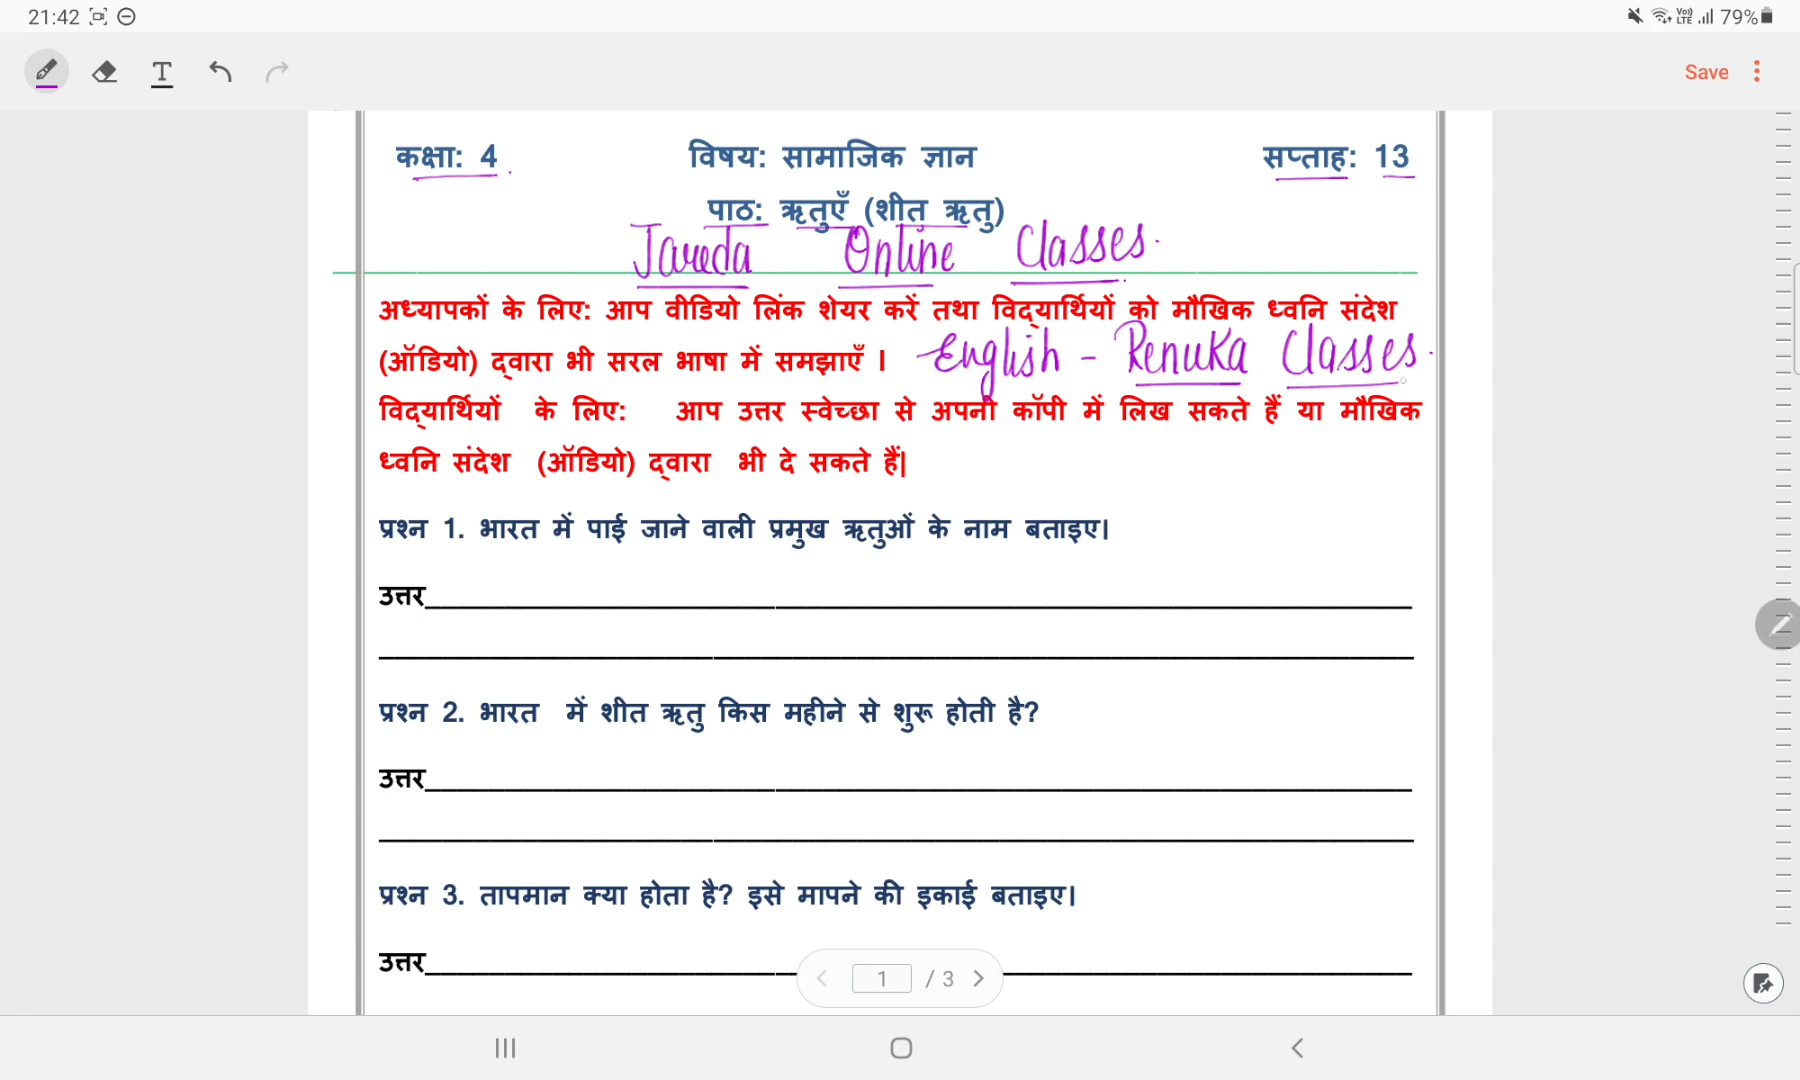 21:42
Vo)) LTE 79%
T Save
कक्षा: 4 विषय: सामाजिक ज्ञान सप्ताह: 13
पाठ: ऋतुएँ (शीत ऋतु)
Online Classes.
अध्यापकों के लिए: आप वीडियो लिंक शेयर करें तथा विद्यार्थियों को मौखिक ध्वनि संदेश
(ऑडियो) द्वारा भी सरल भाषा में समझाएँ ।
English - Renuka Classes.
विद्यार्थियों के लिए: आप उत्तर स्वेच्छा से अपनी कॉपी में लिख सकते हैं या मौखिक
ध्वनि संदेश (ऑडियो) द्वारा भी दे सकते हैं|
प्रश्न 1. भारत में पाई जाने वाली प्रमुख ऋतुओं के नाम बताइए।
उत्तर
प्रश्न 2. भारत में शीत ऋतु किस महीने से शुरू होती है?
उत्तर
प्रश्न 3. तापमान क्या होता है? इसे मापने की इकाई बताइए।
उत्तर
1 / 3